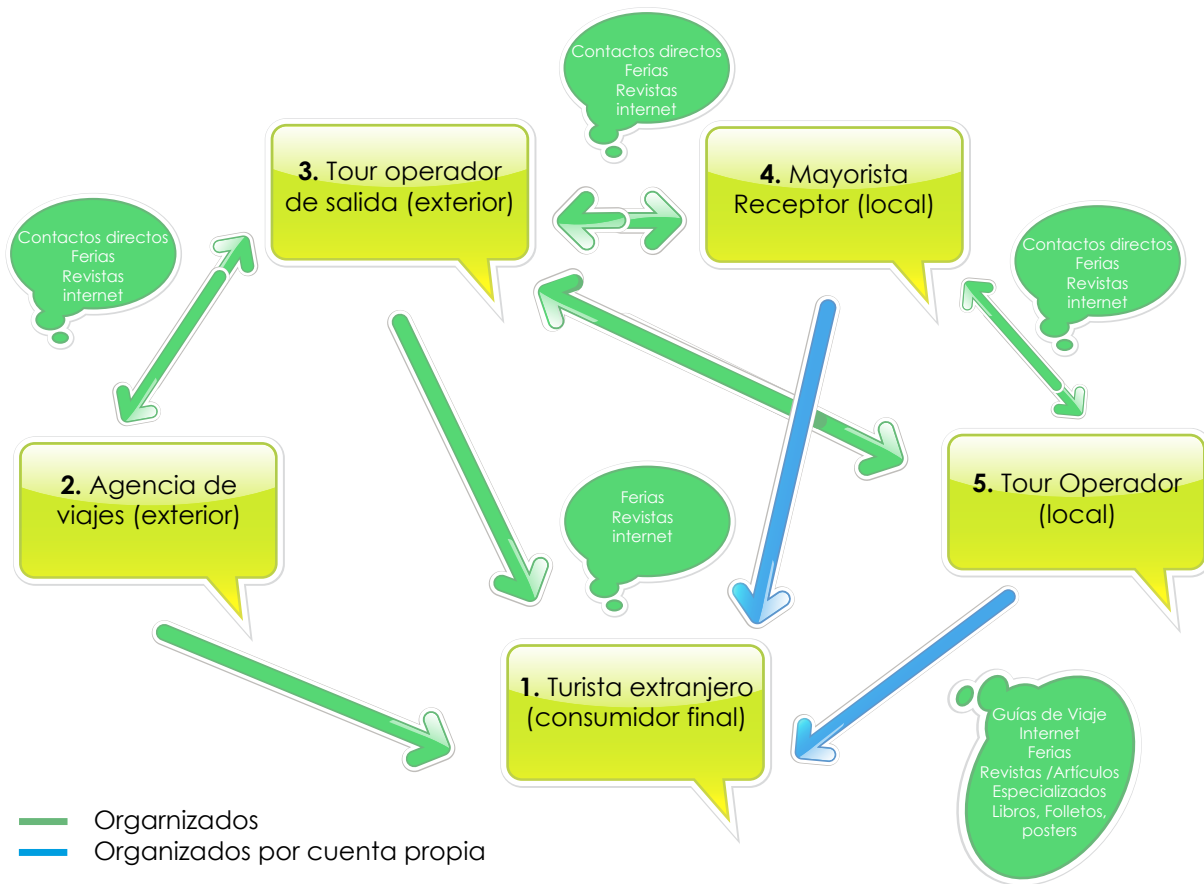 Contactos directos
Ferias
Revistas
internet
3. Tour operador
de salida (exterior)
4. Mayorista
Receptor (local)
Contactos directos
Ferias
Revistas
internet
Contactos directos
Ferias
Revistas
internet
2. Agencia de
viajes (exterior)
Ferias
Revistas
internet
5. Tour Operador
(local)
1. Turista extranjero
(consumidor final)
Guías de Viaje
Internet
Ferias
Revistas /Artículos
Especializados
Libros, Folletos,
posters
Orgarnizados
Organizados por cuenta propia